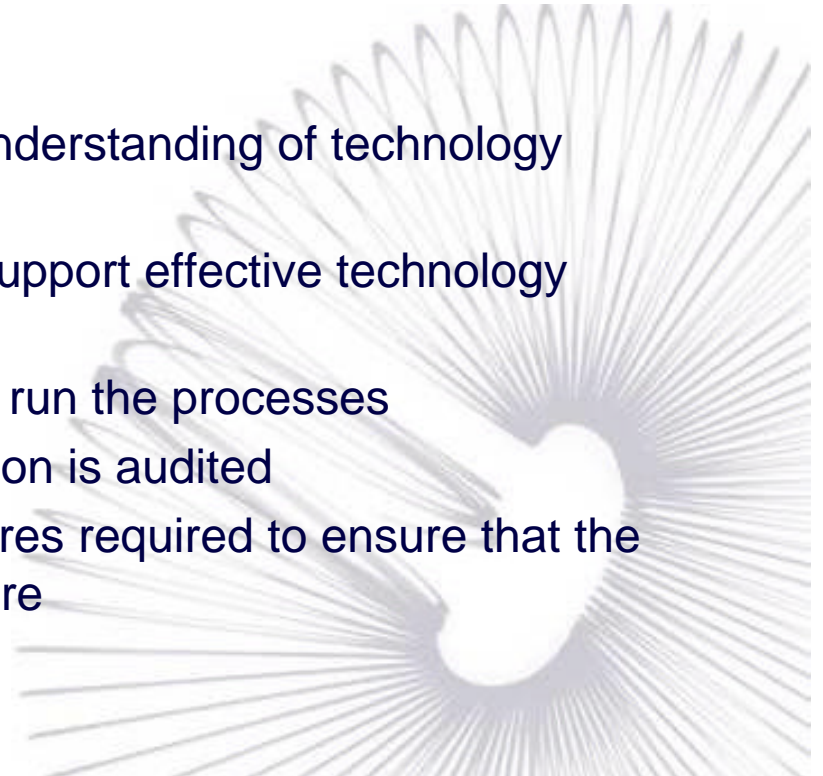 nderstanding of technology
upport effective technology
run the processes
on is audited
res required to ensure that the
re